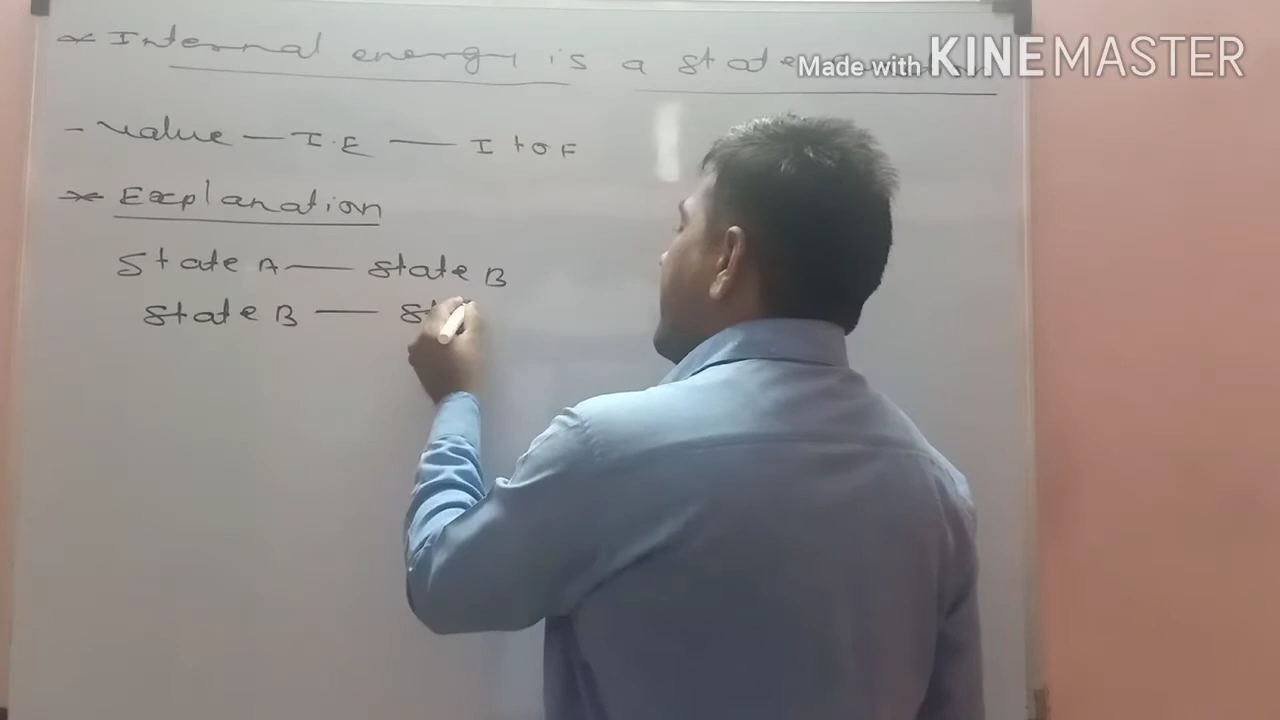 * Internal energy is a state
Made with KINEMASTER
- value — I.E — I to F
* Explanation
State A — state B
state B — st